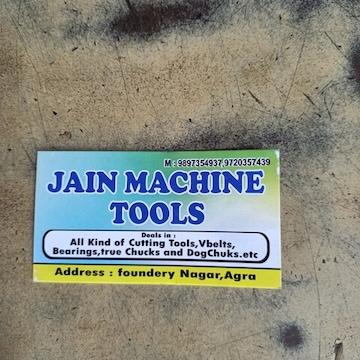 M : 9897354937,9720357439
JAIN MACHINE
TOOLS
Deals in :
All Kind of Cutting Tools,Vbelts,
Bearings,true Chucks and DogChuks.etc
Address : foundery Nagar,Agra